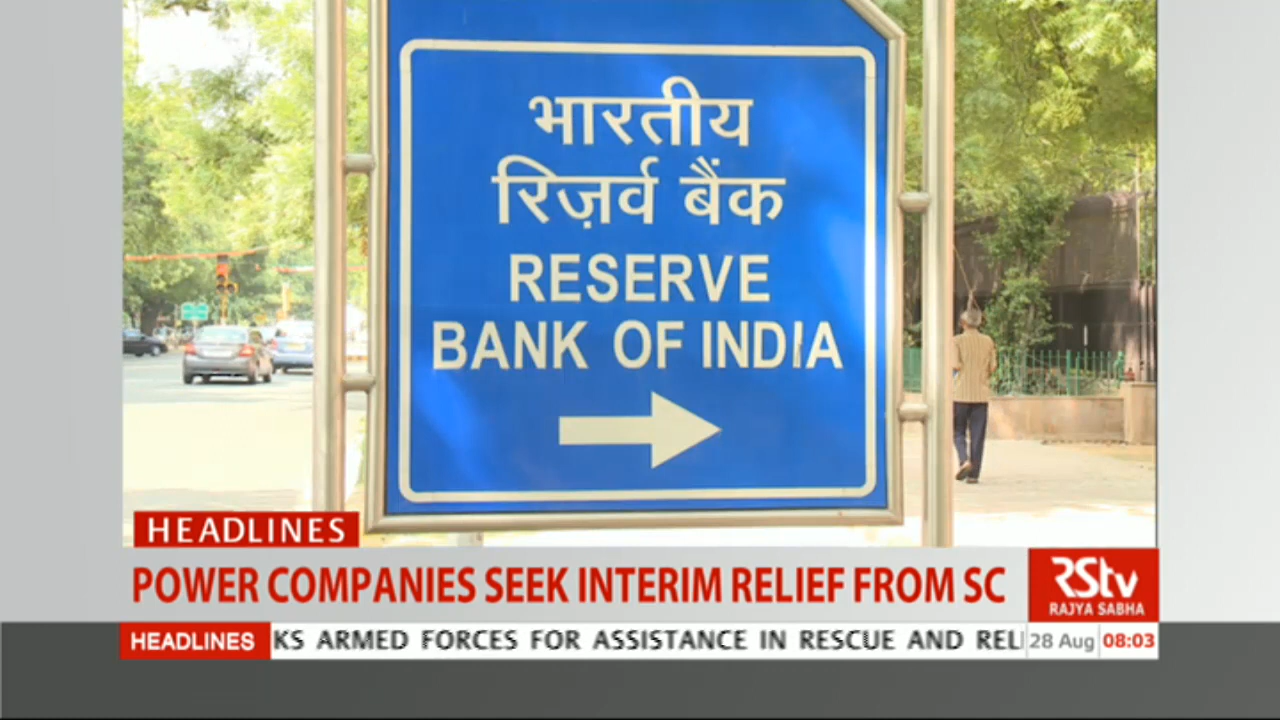 भारतीय
रिज़र्व बैंक
RESERVE
BANK OF INDIA
HEADLINES
POWER COMPANIES SEEK INTERIM RELIEF FROM SC
RSTV
RAJYA SABHA
HEADLINES
ARMED FORCES FOR ASSISTANCE IN RESCUE AND
28 Aug 08:03